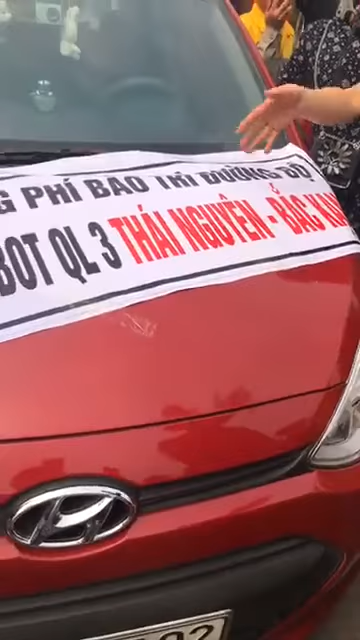 PHÍ BẢO TRÌ ĐƯỜNG BỘ
BOT QL 3 THÁI NGUYÊN - BẮC KẠN